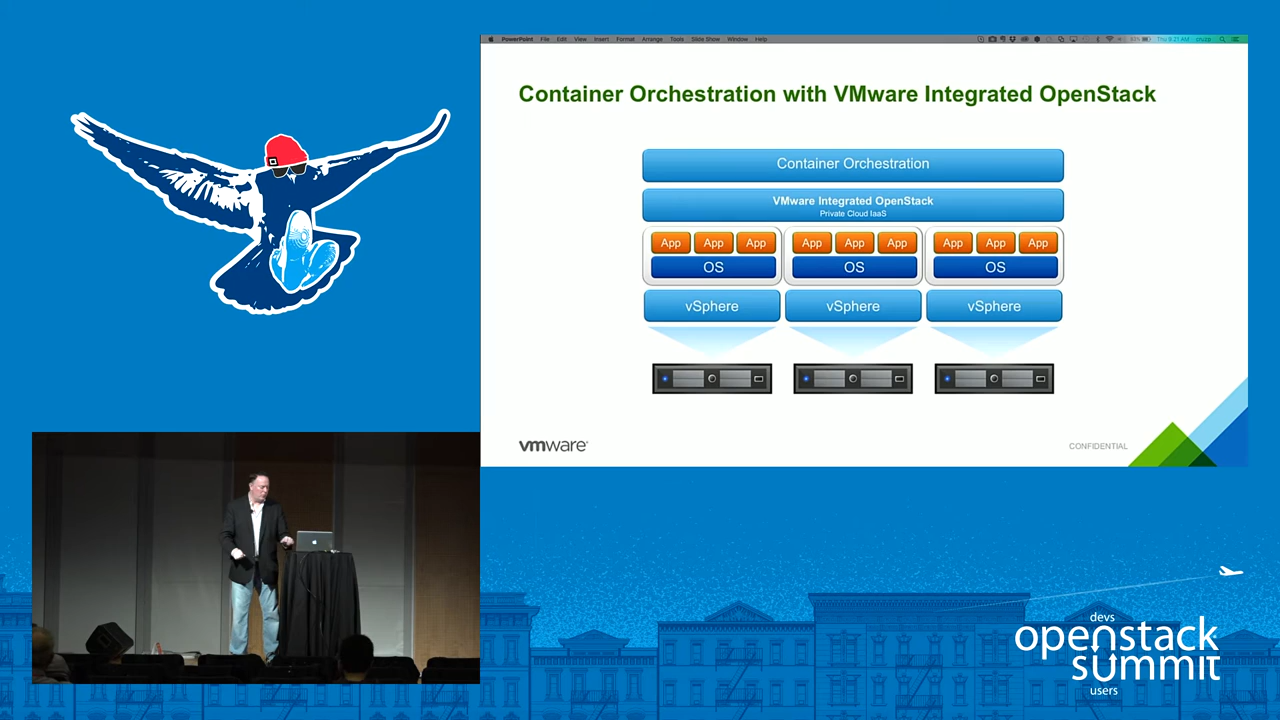 PowerPoint File Edit View Insert Format Arrange Tools Slide Show Window Help
Container Orchestration with VMware Integrated OpenStack
Container Orchestration
VMware Integrated OpenStack
Private Cloud IaaS
App App App App App App App App App
OS OS OS
vSphere vSphere vSphere
vmware
CONFIDENTIAL
devs
openstack
summit
users